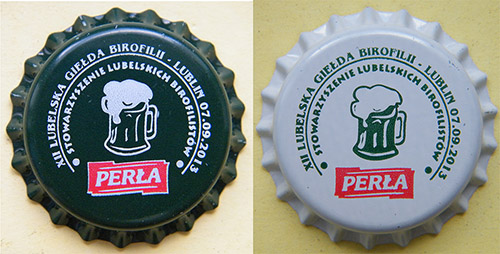 XII LUBELSKA GIEŁDA BIROFILII - LUBLIN 07.09.2013
• STOWARZYSZENIE LUBELSKICH BIROFILISTÓW •
PERŁA
XII LUBELSKA GIEŁDA BIROFILII - LUBLIN 07.09.2013
• STOWARZYSZENIE LUBELSKICH BIROFILISTÓW •
PERŁA